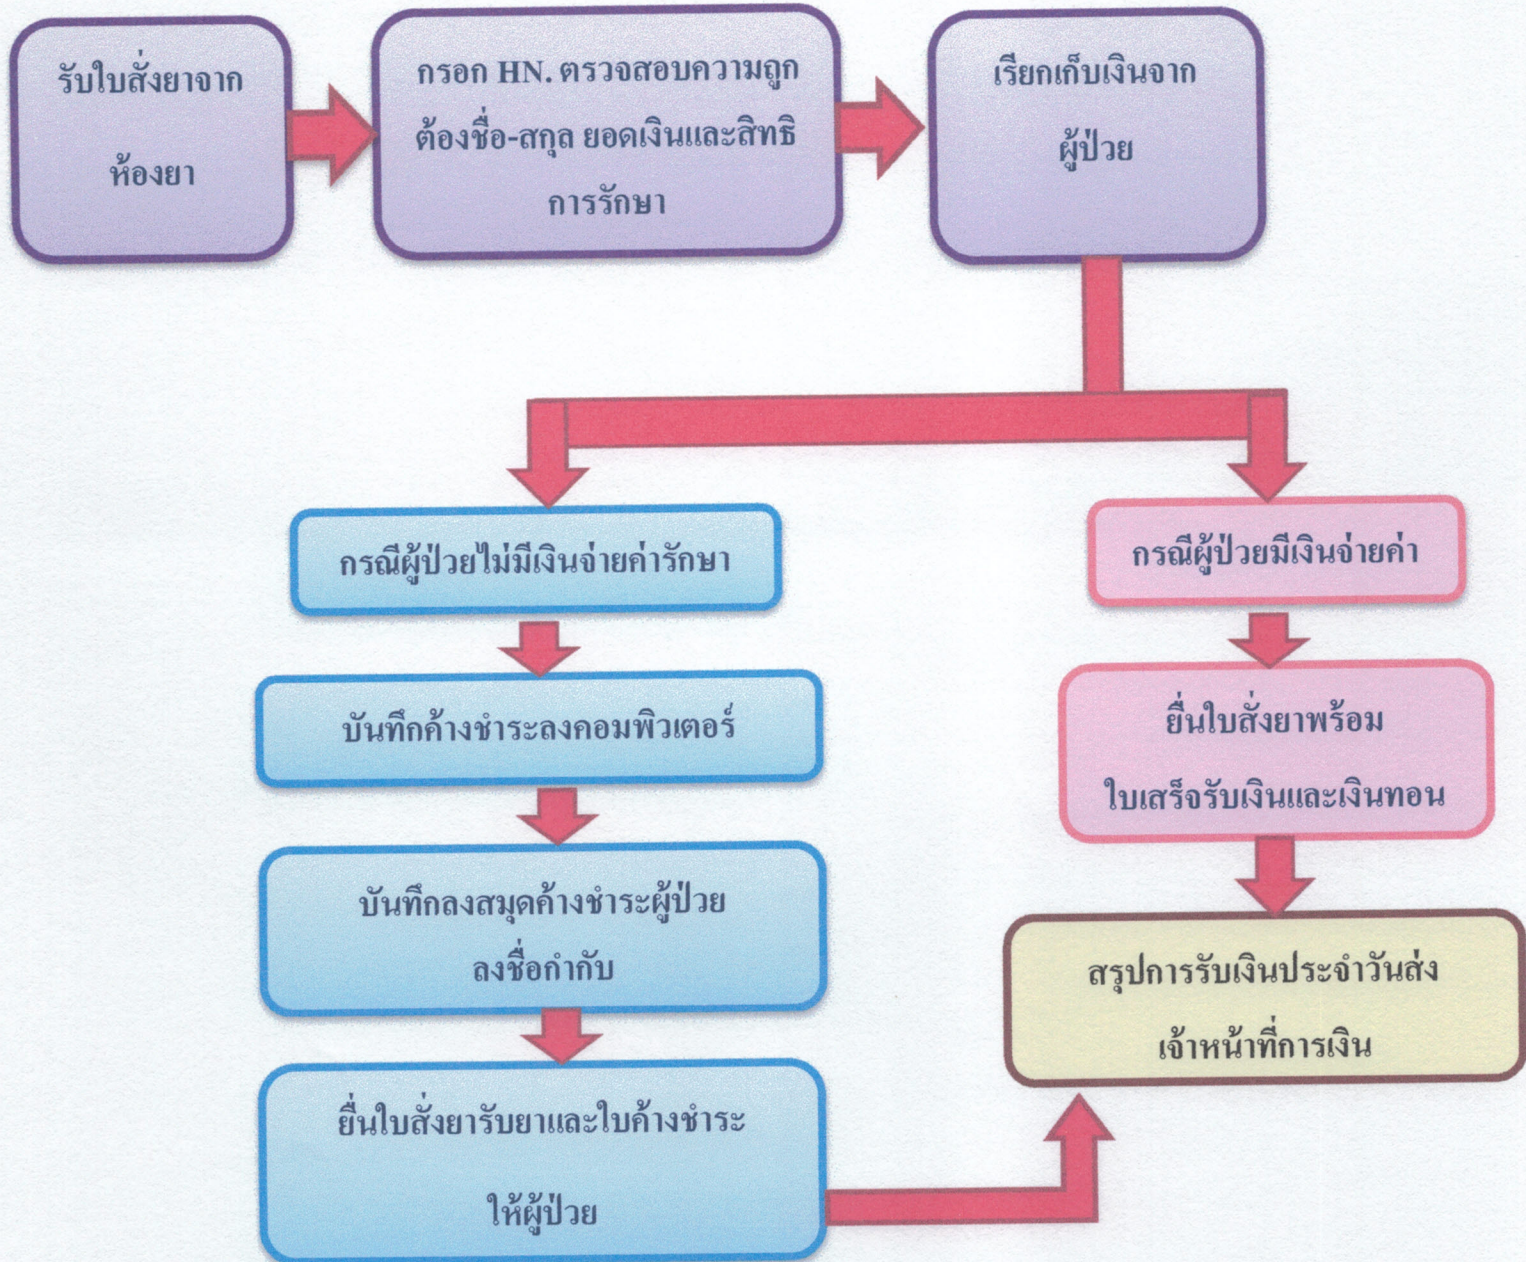 รับใบสั่งยาจาก
ห้องยา
กรอก HN. ตรวจสอบความถูก
ต้องชื่อ-สกุล ยอดเงินและสิทธิ
การรักษา
เรียกเก็บเงินจาก
ผู้ป่วย
กรณีผู้ป่วยไม่มีเงินจ่ายค่ารักษา
บันทึกค้างชำระลงคอมพิวเตอร์
บันทึกลงสมุดค้างชำระผู้ป่วย
ลงชื่อกำกับ
ยื่นใบสั่งยารับยาและใบค้างชำระ
ให้ผู้ป่วย
กรณีผู้ป่วยมีเงินจ่ายค่า
ยื่นใบสั่งยาพร้อม
ใบเสร็จรับเงินและเงินทอน
สรุปการรับเงินประจำวันส่ง
เจ้าหน้าที่การเงิน